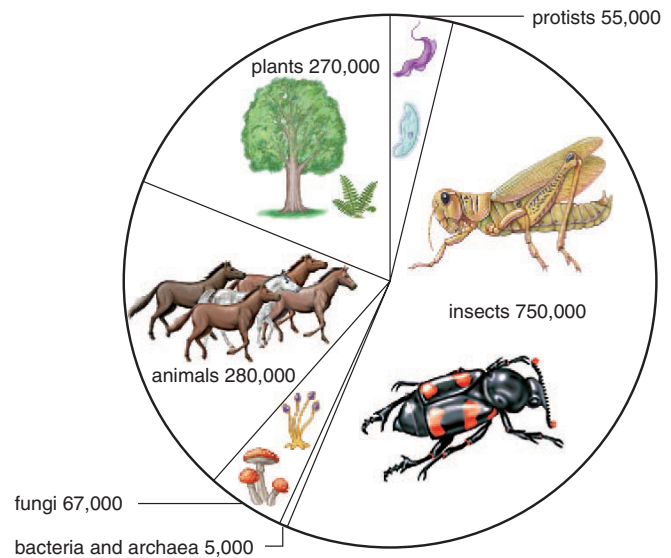 protists 55,000
plants 270,000
insects 750,000
animals 280,000
fungi 67,000
bacteria and archaea 5,000